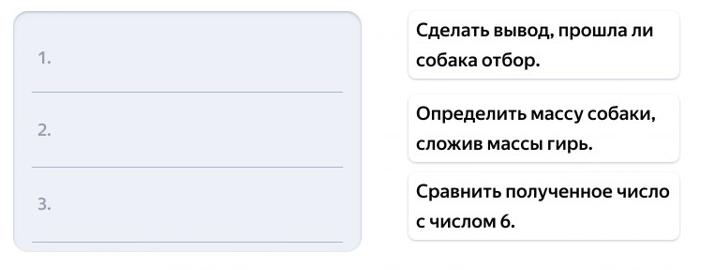 1.
2.
3.
Сделать вывод, прошла ли
собака отбор.
Определить массу собаки,
сложив массы гирь.
Сравнить полученное число
с числом 6.